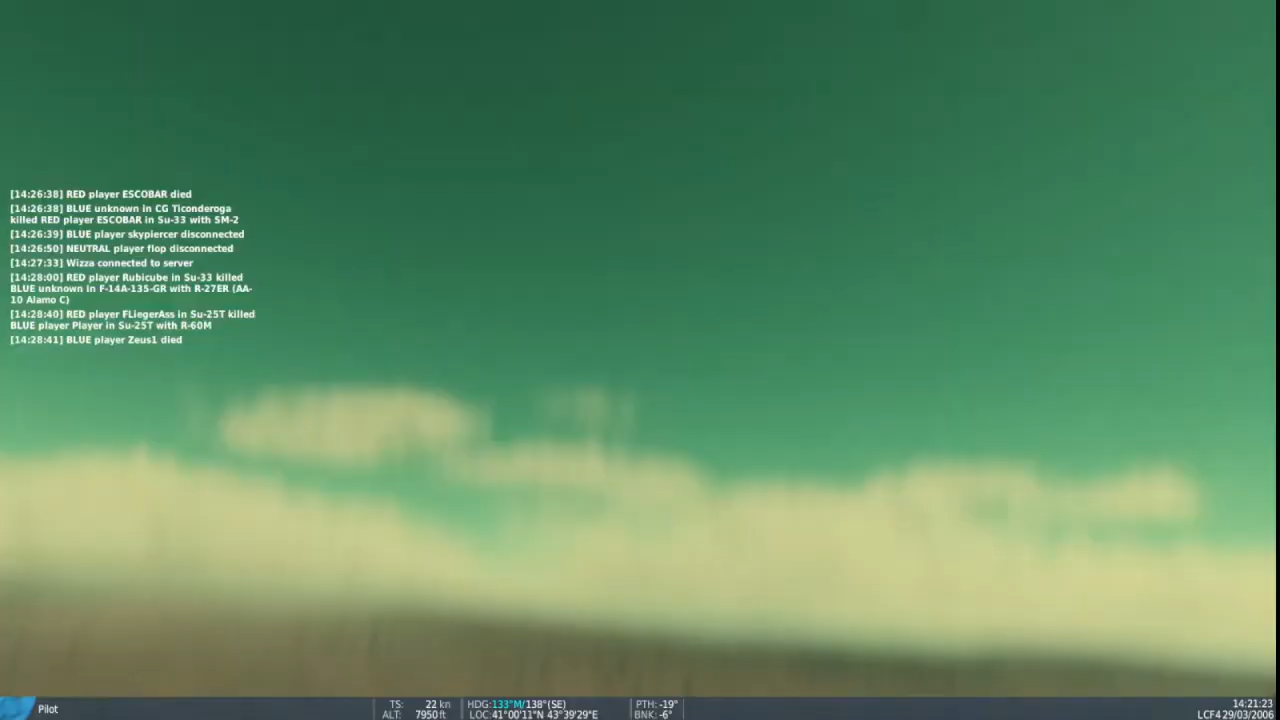 [14:26:38] RED player ESCOBAR died
[14:26:38] BLUE unknown in CG Ticonderoga
killed RED player ESCOBAR in Su-33 with SM-2
[14:26:39] BLUE player skypiercer disconnected
[14:26:50] NEUTRAL player flop disconnected
[14:27:33] Wizza connected to server
[14:28:00] RED player Rubicube in Su-33 killed
BLUE unknown in F-14A-135-GR with R-27ER (AA-
10 Alamo C)
[14:28:40] RED player FLiegerAss in Su-25T killed
BLUE player Player in Su-25T with R-60M
[14:28:41] BLUE player Zeus1 died
Pilot
TS: 22 kn
ALT: 7950 ft
HDG:133°M/138°(SE)
LOC:41°00'11"N 43°39'29"E
PTH: -19°
BNK: -6°
14:21:23
LCF4 29/03/2006